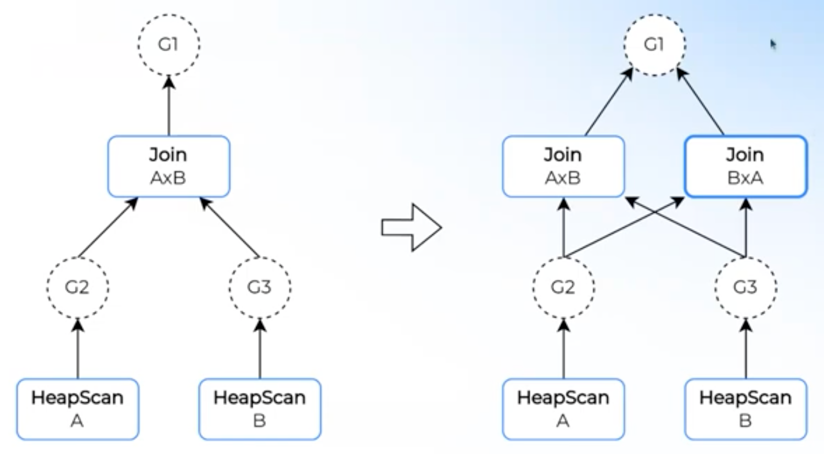 G1
Join
AxB
G2
G3
HeapScan
A
HeapScan
B
G1
Join
AxB
Join
BxA
G2
G3
HeapScan
A
HeapScan
B